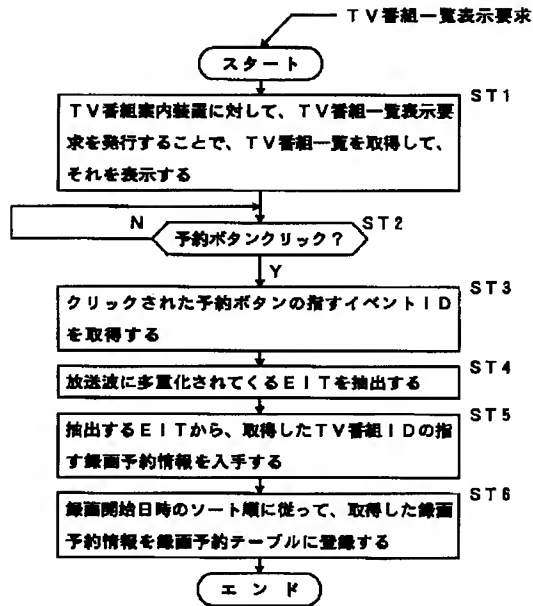 TV番組一覧表示要求
スタート
ST1
TV番組案内装置に対して、TV番組一覧表示要
求を発行することで、TV番組一覧を取得して、
それを表示する
N
ST2
予約ボタンクリック?
Y
ST3
クリックされた予約ボタンの指すイベントID
を取得する
ST4
放送波に多重化されてくるEITを抽出する
ST5
抽出するEITから、取得したTV番組IDの指
す録画予約情報を入手する
ST6
録画開始日時のソート順に従って、取得した録画
予約情報を録画予約テーブルに登録する
エンド